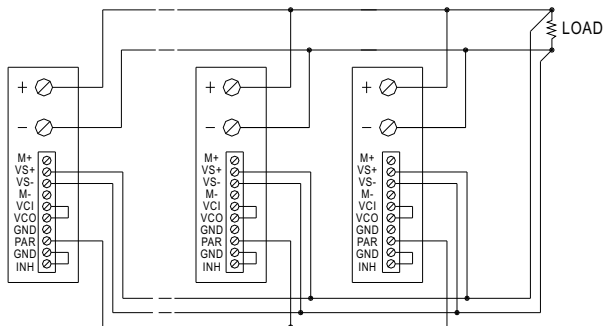 LOAD
+
−
M+
VS+
VS-
M-
VCI
VCO
GND
PAR
GND
INH
+
−
M+
VS+
VS-
M-
VCI
VCO
GND
PAR
GND
INH
+
−
M+
VS+
VS-
M-
VCI
VCO
GND
PAR
GND
INH